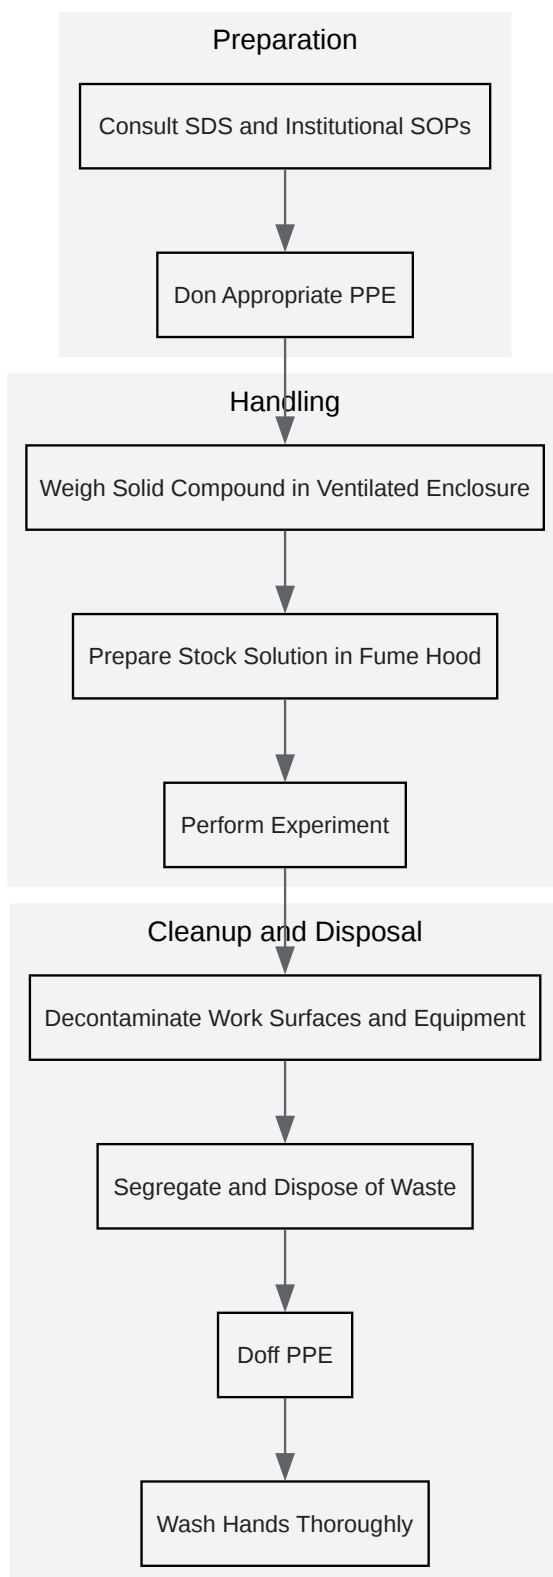 Preparation
Consult SDS and Institutional SOPs
Don Appropriate PPE
Handling
Weigh Solid Compound in Ventilated Enclosure
Prepare Stock Solution in Fume Hood
Perform Experiment
Cleanup and Disposal
Decontaminate Work Surfaces and Equipment
Segregate and Dispose of Waste
Doff PPE
Wash Hands Thoroughly